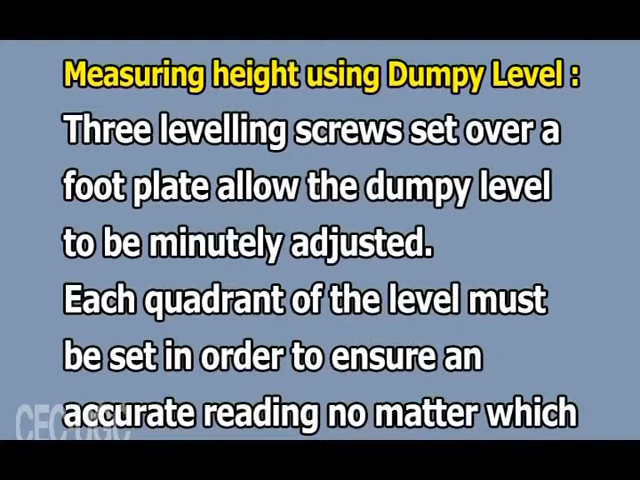 Measuring height using Dumpy Level :
Three levelling screws set over a
foot plate allow the dumpy level
to be minutely adjusted.
Each quadrant of the level must
be set in order to ensure an
accurate reading no matter which
CEC UGC